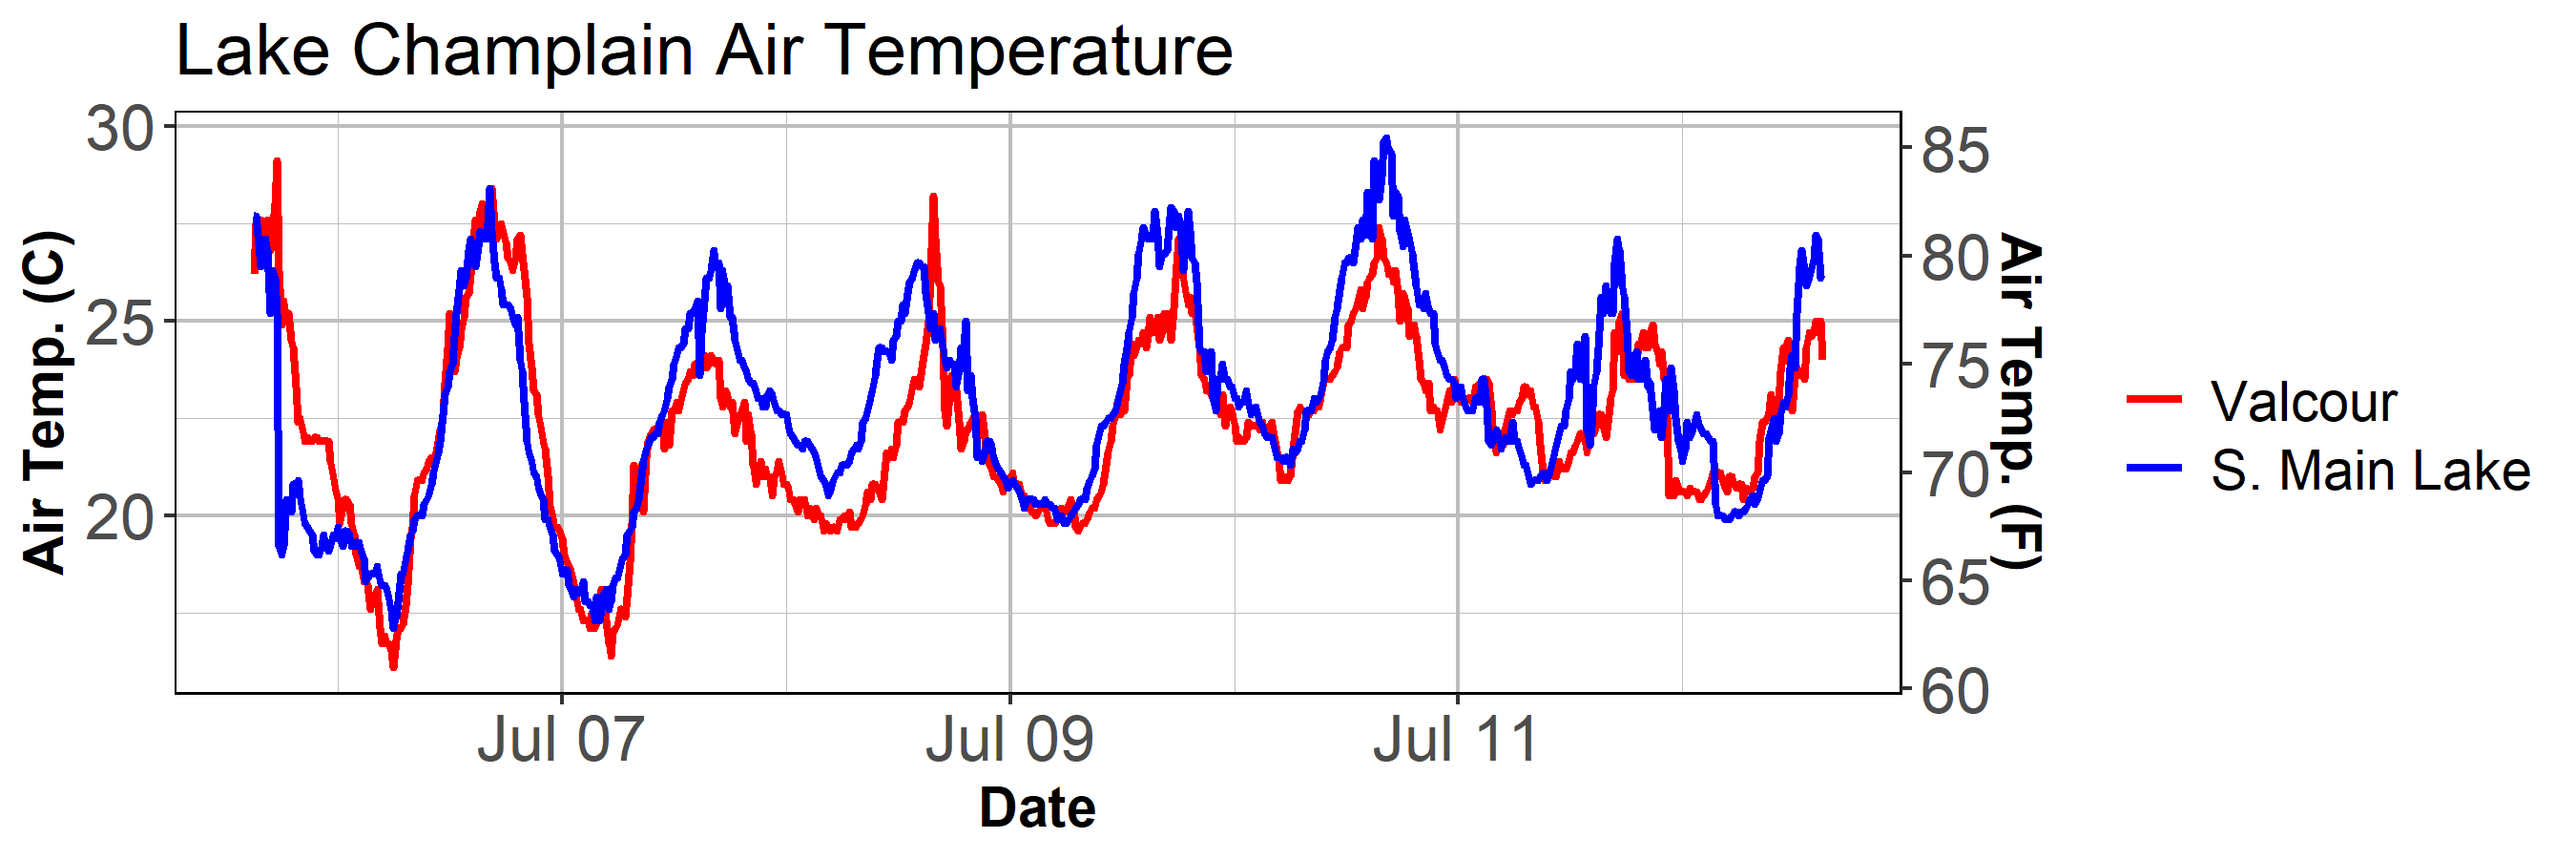 Lake Champlain Air Temperature
30
25
20
Air Temp. (C)
85
80
75
70
65
60
Air Temp. (F)
Jul 07
Jul 09
Jul 11
Date
Valcour
S. Main Lake